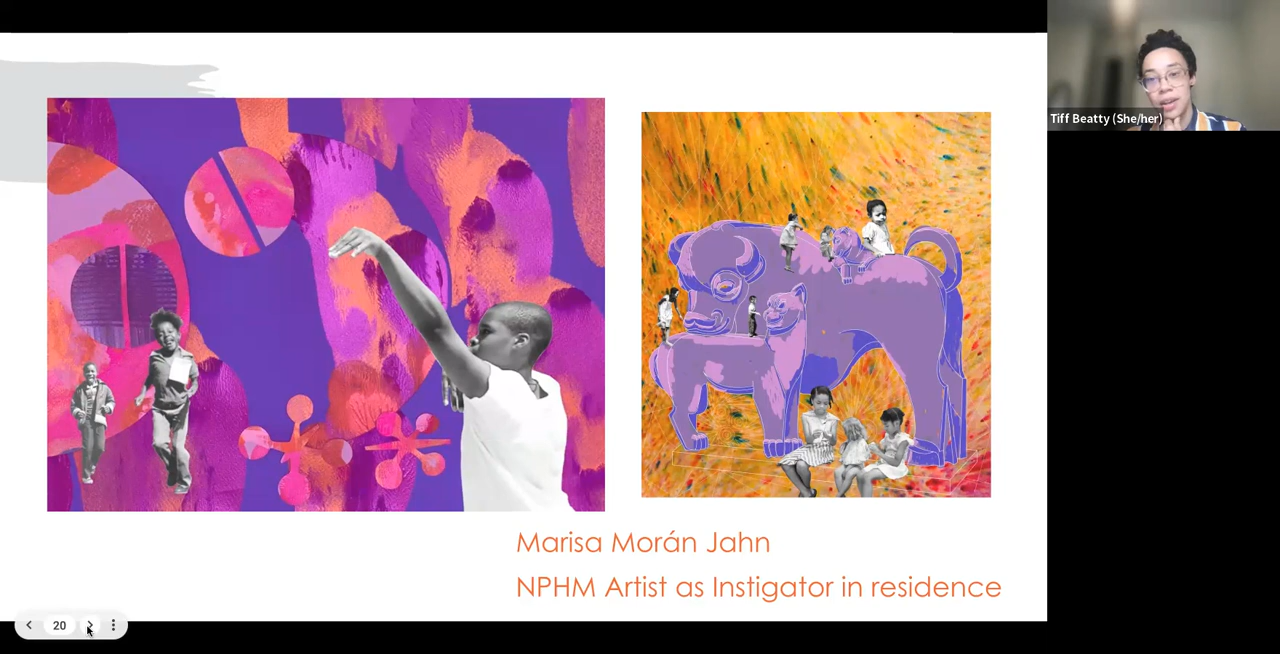 Tiff Beatty (She/her)
Marisa Morán Jahn
NPHM Artist as Instigator in residence
20